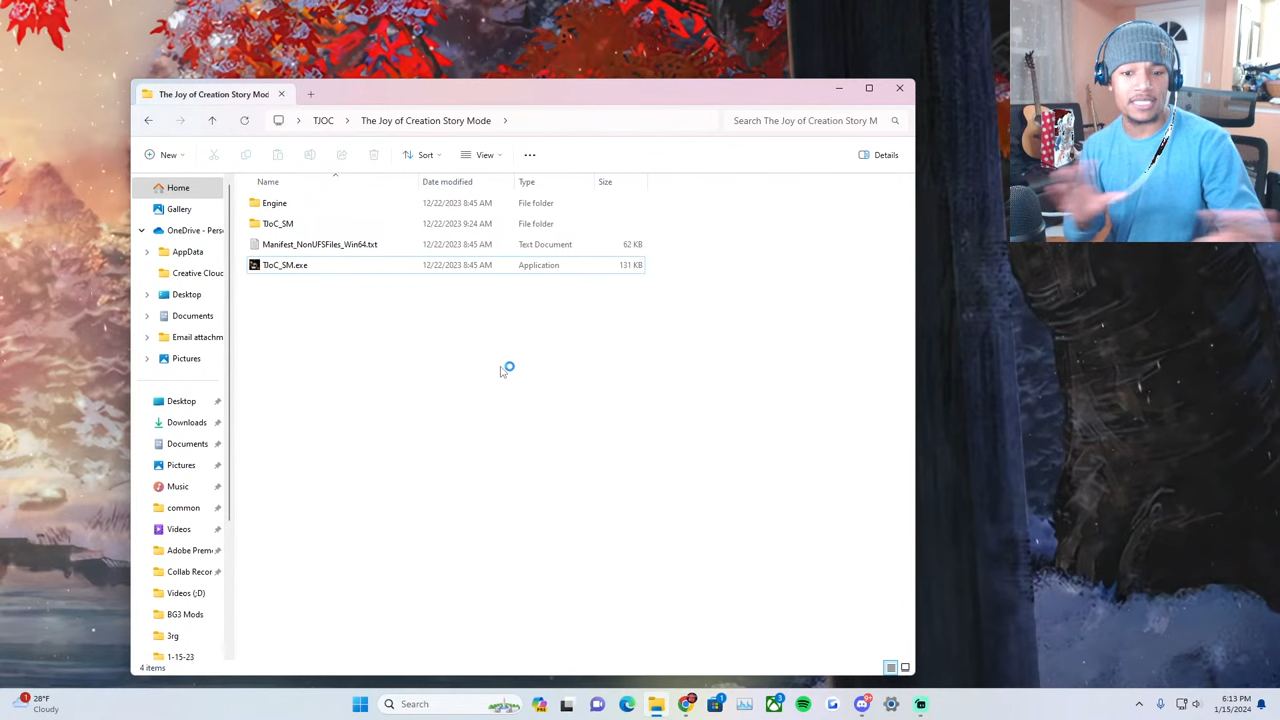 The Joy of Creation Story Mod
TJOC
The Joy of Creation Story Mode
Search The Joy of Creation Story M
New
Sort
View
Details
Name
Date modified
Type
Size
Engine
12/22/2023 8:45 AM
File folder
TJoC_SM
12/22/2023 9:24 AM
File folder
Manifest_NonUFSFiles_Win64.txt
12/22/2023 8:45 AM
Text Document
62 KB
TJoC_SM.exe
12/22/2023 8:45 AM
Application
131 KB
Home
Gallery
OneDrive - Pers
AppData
Creative Cloud
Desktop
Documents
Email attachm
Pictures
Desktop
Downloads
Documents
Pictures
Music
common
Videos
Adobe Prem
Collab Recor
Videos (;D)
BG3 Mods
3rg
1-15-23
4 items
1
28°F
Cloudy
Search
PRE
1
3
9+
6:13 PM
1/15/2024